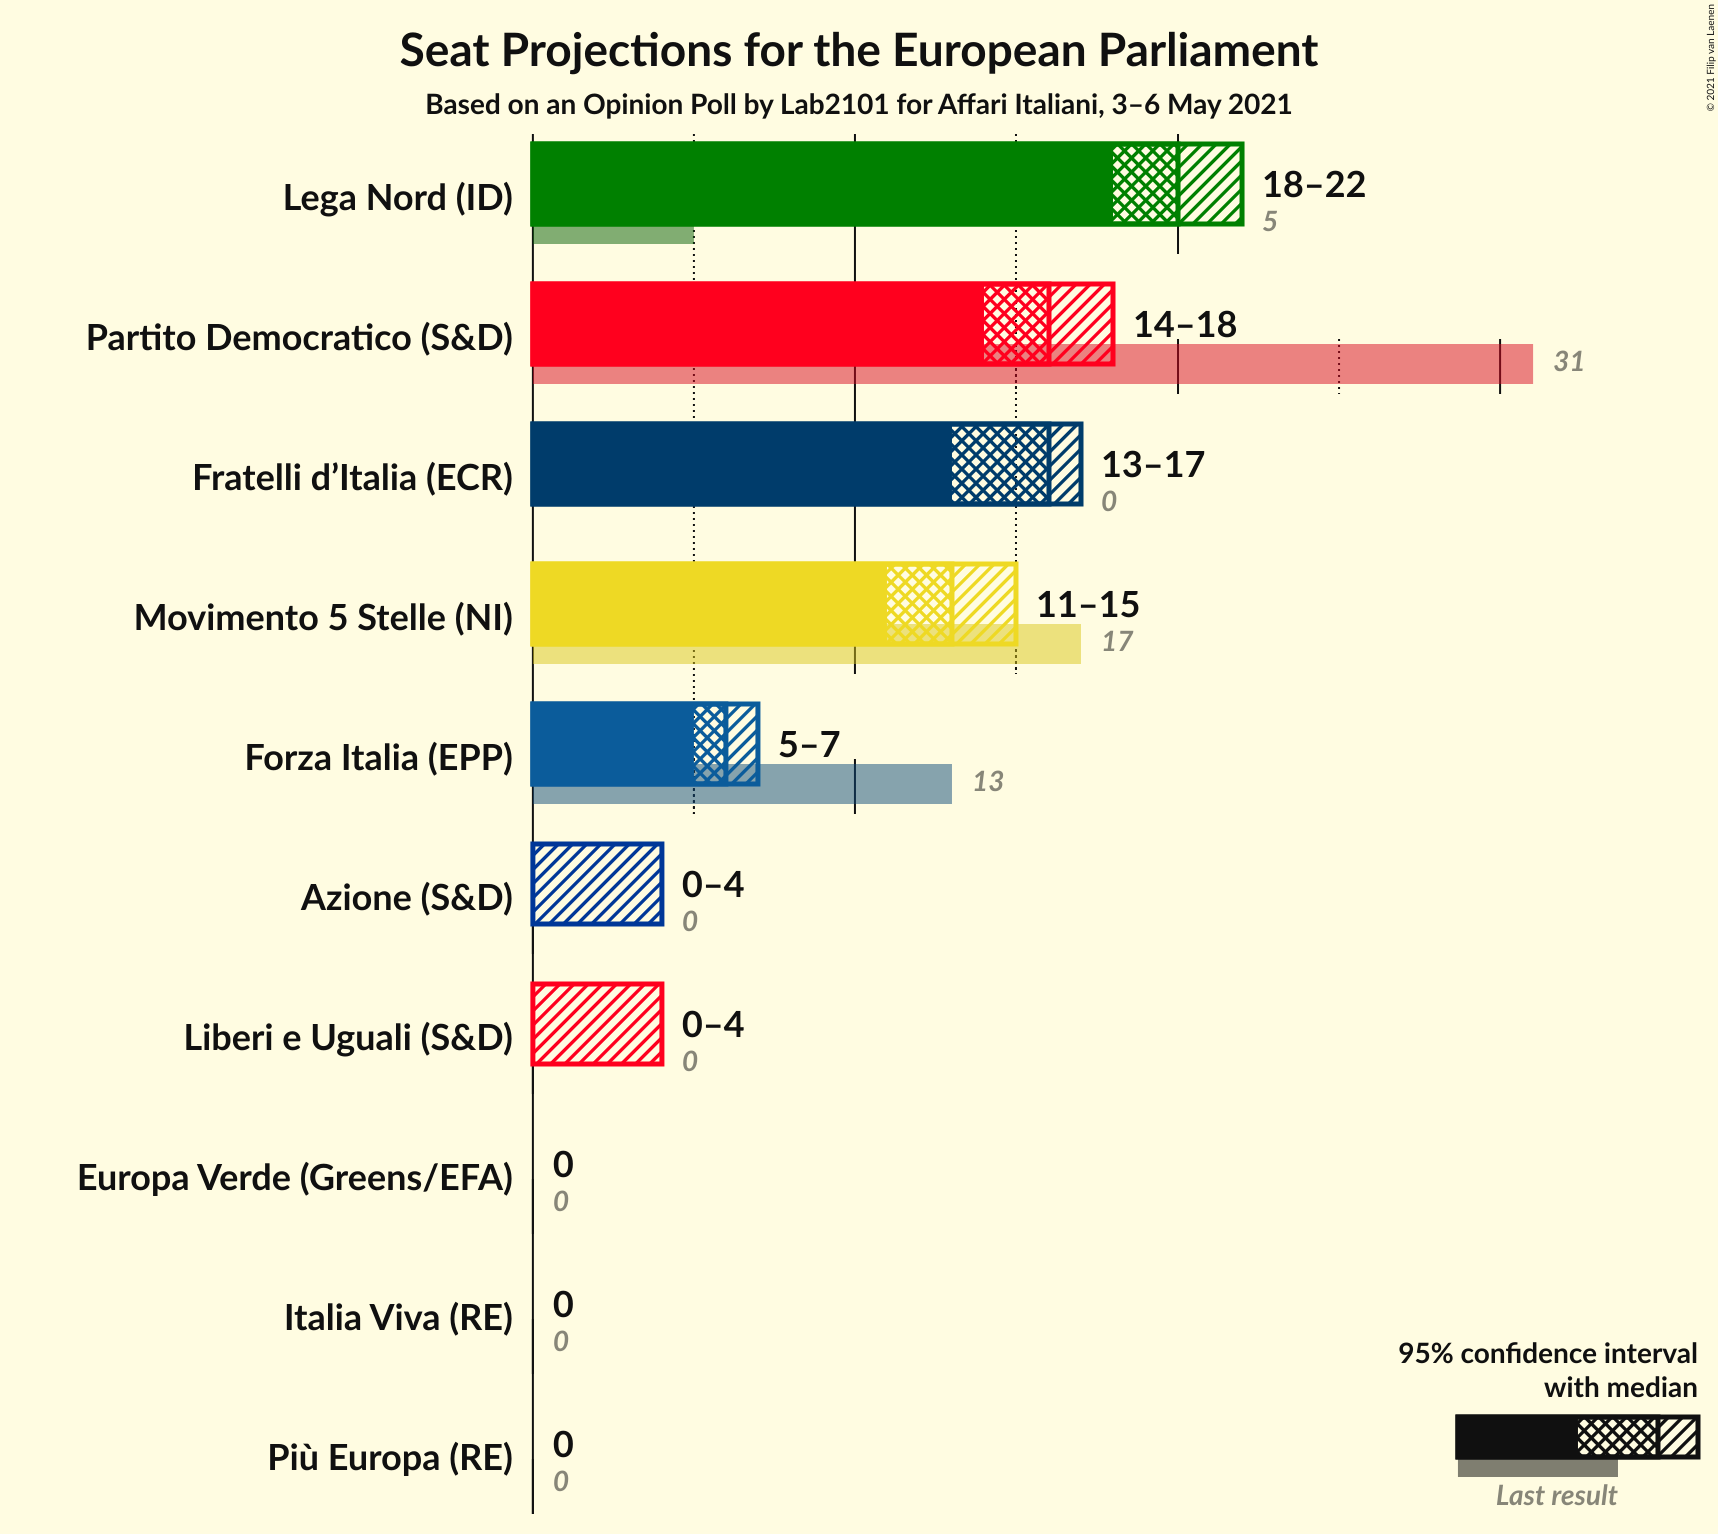 Seat Projections for the European Parliament
Based on an Opinion Poll by Lab2101 for Affari Italiani, 3–6 May 2021
© 2021 Filip van Laenen
Lega Nord (ID)
18–22
5
Partito Democratico (S&D)
14–18
31
Fratelli d’Italia (ECR)
13–17
0
Movimento 5 Stelle (NI)
11–15
17
Forza Italia (EPP)
5–7
13
Azione (S&D)
0–4
0
Liberi e Uguali (S&D)
0–4
0
Europa Verde (Greens/EFA)
0
0
Italia Viva (RE)
0
0
Più Europa (RE)
0
0
95% confidence interval
with median
Last result